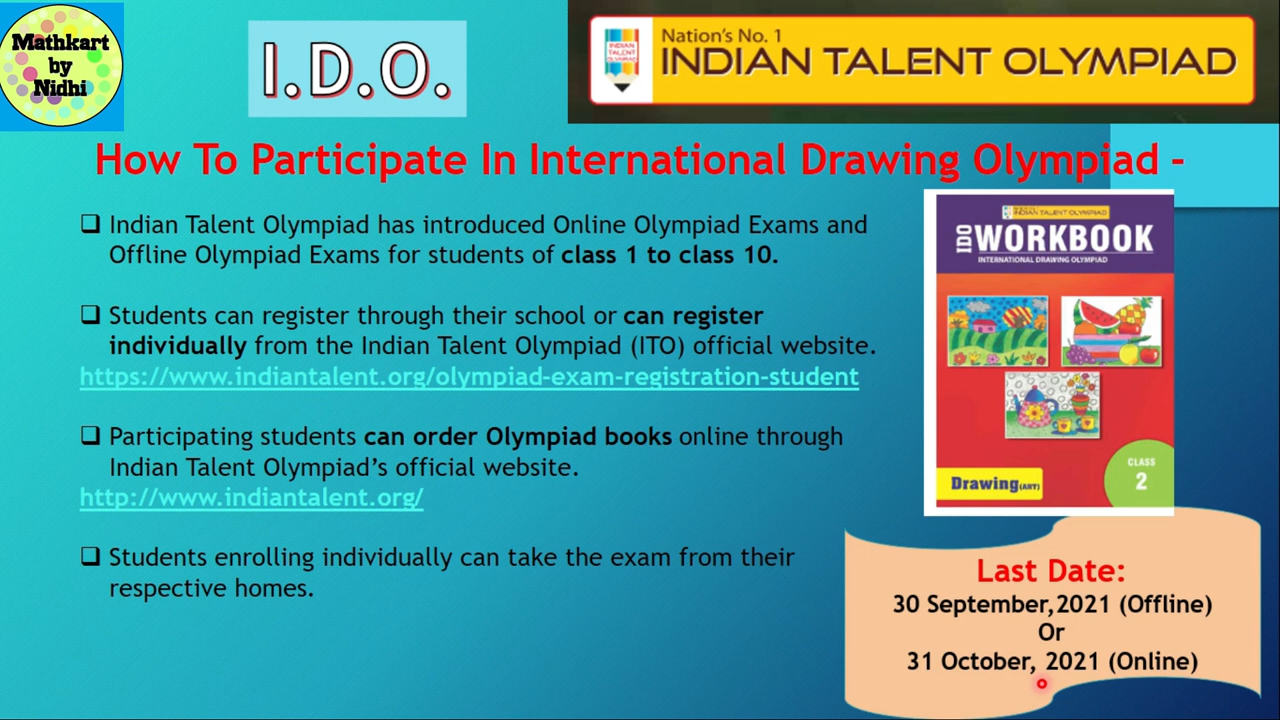 Mathkart
by
Nidhi
I.D.O.
INDIAN
TALENT
OLYMPIAD
Nation's No. 1
INDIAN TALENT OLYMPIAD
How To Participate In International Drawing Olympiad -
❑ Indian Talent Olympiad has introduced Online Olympiad Exams and
Offline Olympiad Exams for students of class 1 to class 10.
❑ Students can register through their school or can register
individually from the Indian Talent Olympiad (ITO) official website.
https://www.indiantalent.org/olympiad-exam-registration-student
❑ Participating students can order Olympiad books online through
Indian Talent Olympiad’s official website.
http://www.indiantalent.org/
❑ Students enrolling individually can take the exam from their
respective homes.
INDIAN TALENT OLYMPIAD
IDO WORKBOOK
INTERNATIONAL DRAWING OLYMPIAD
CLASS
2
Drawing(ART)
Last Date:
30 September,2021 (Offline)
Or
31 October, 2021 (Online)